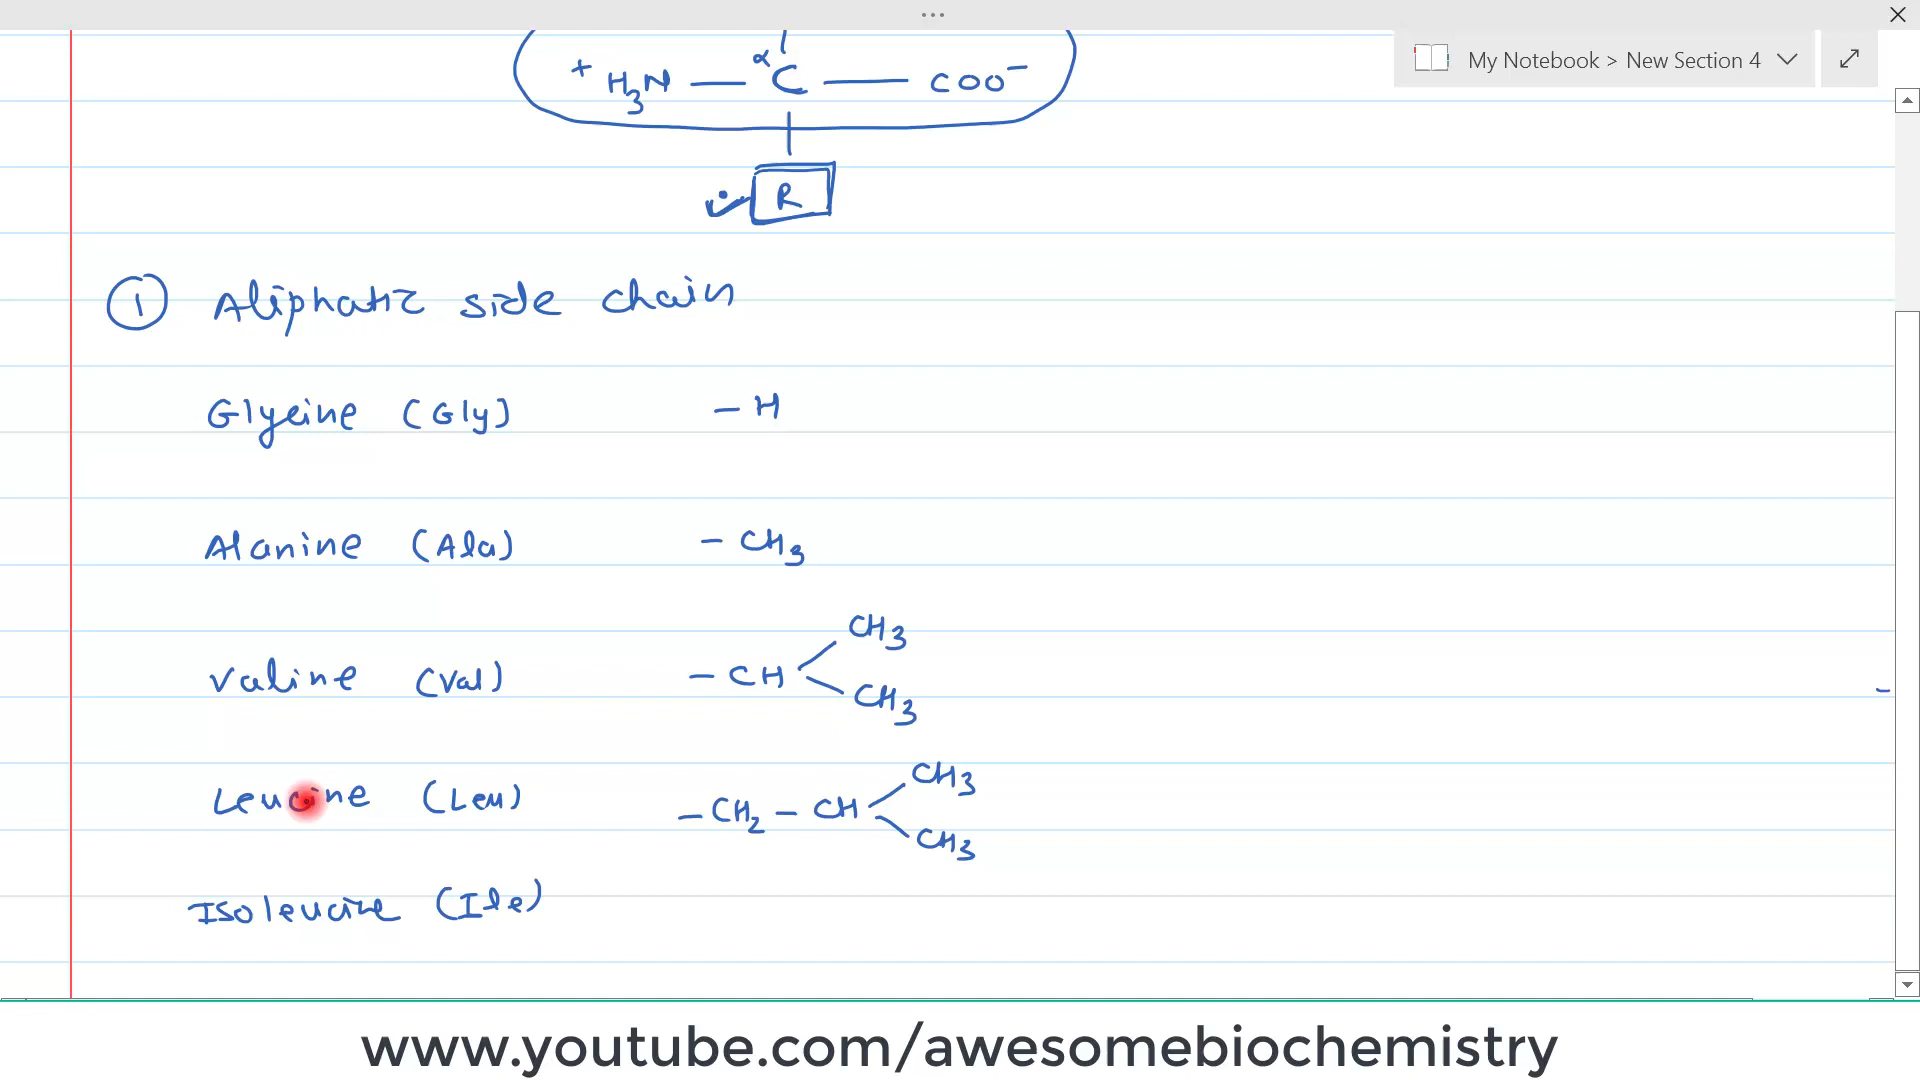 ...
My Notebook > New Section 4
+H3N — αC — COO−
R
① Aliphatic side chain
Glycine (Gly) – H
Alanine (Ala) – CH3
CH3
Valine (Val) – CH
CH3
CH3
Leucine (Leu) – CH2 – CH
CH3
Isoleucine (Ile)
www.youtube.com/awesomebiochemistry